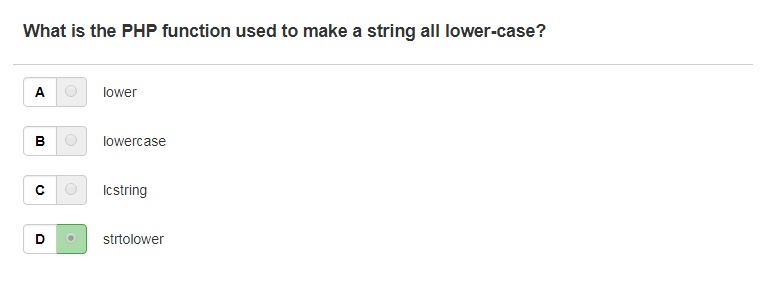 What is the PHP function used to make a string all lower-case?
A lower
B lowercase
C lcstring
D strtolower